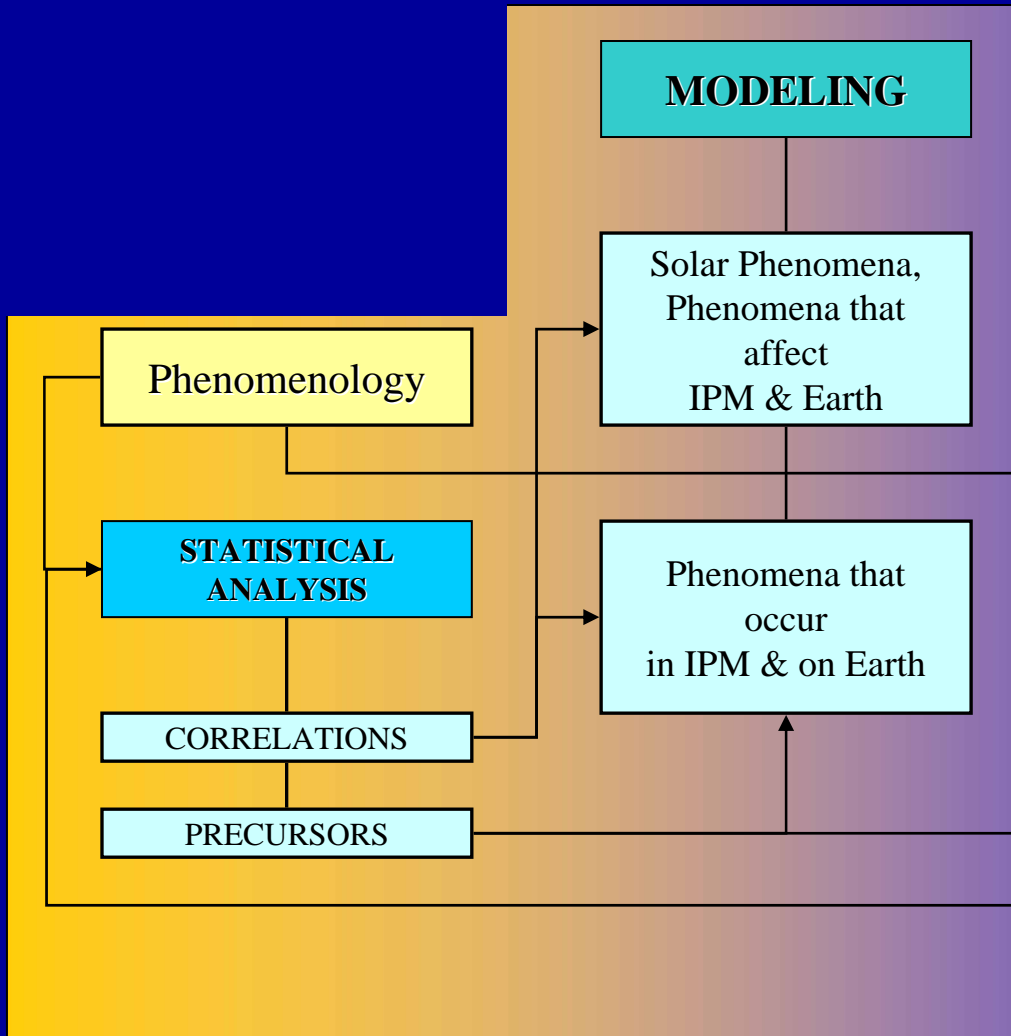 MODELING
Solar Phenomena,
Phenomena that
affect
IPM & Earth
Phenomenology
STATISTICAL
ANALYSIS
Phenomena that
occur
in IPM & on Earth
CORRELATIONS
PRECURSORS